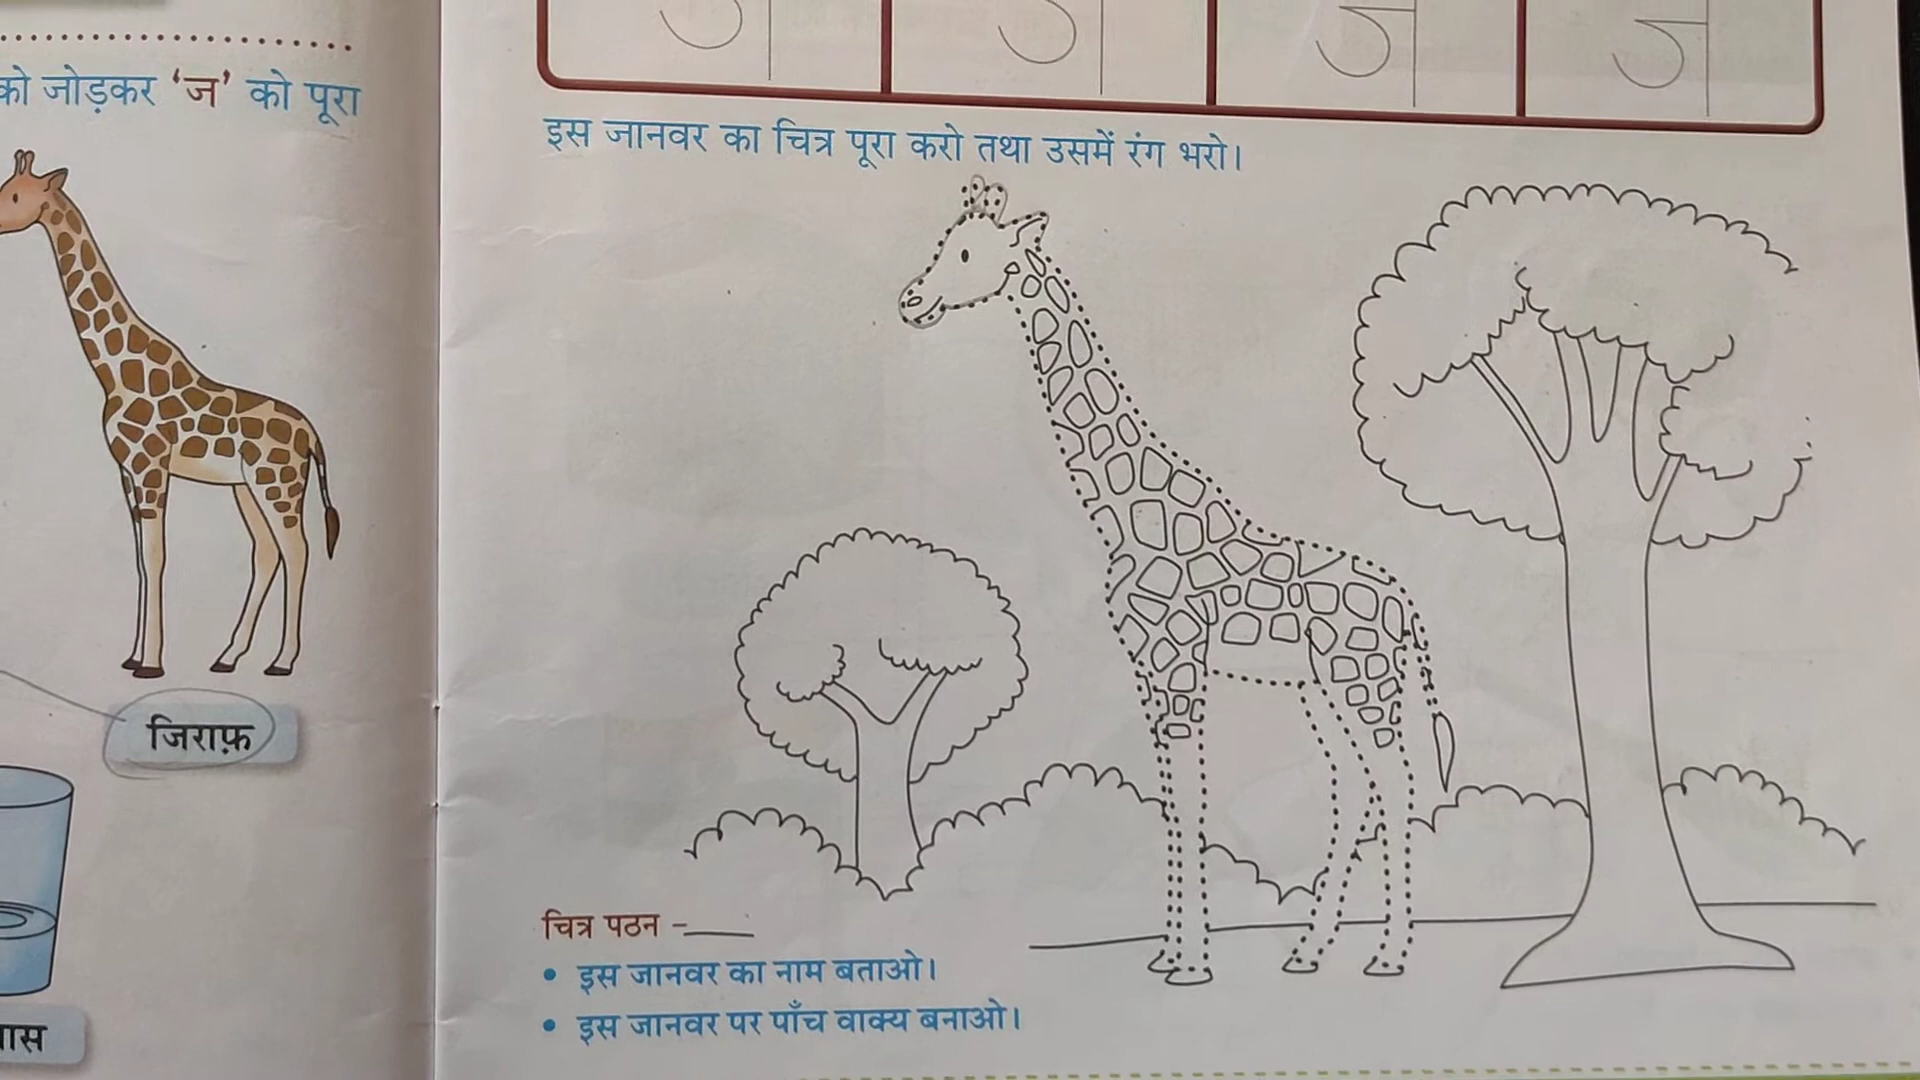 को जोड़कर 'ज' को पूरा
जिराफ़
ज ज ज ज
इस जानवर का चित्र पूरा करो तथा उसमें रंग भरो।
चित्र पठन –
• इस जानवर का नाम बताओ।
• इस जानवर पर पाँच वाक्य बनाओ।